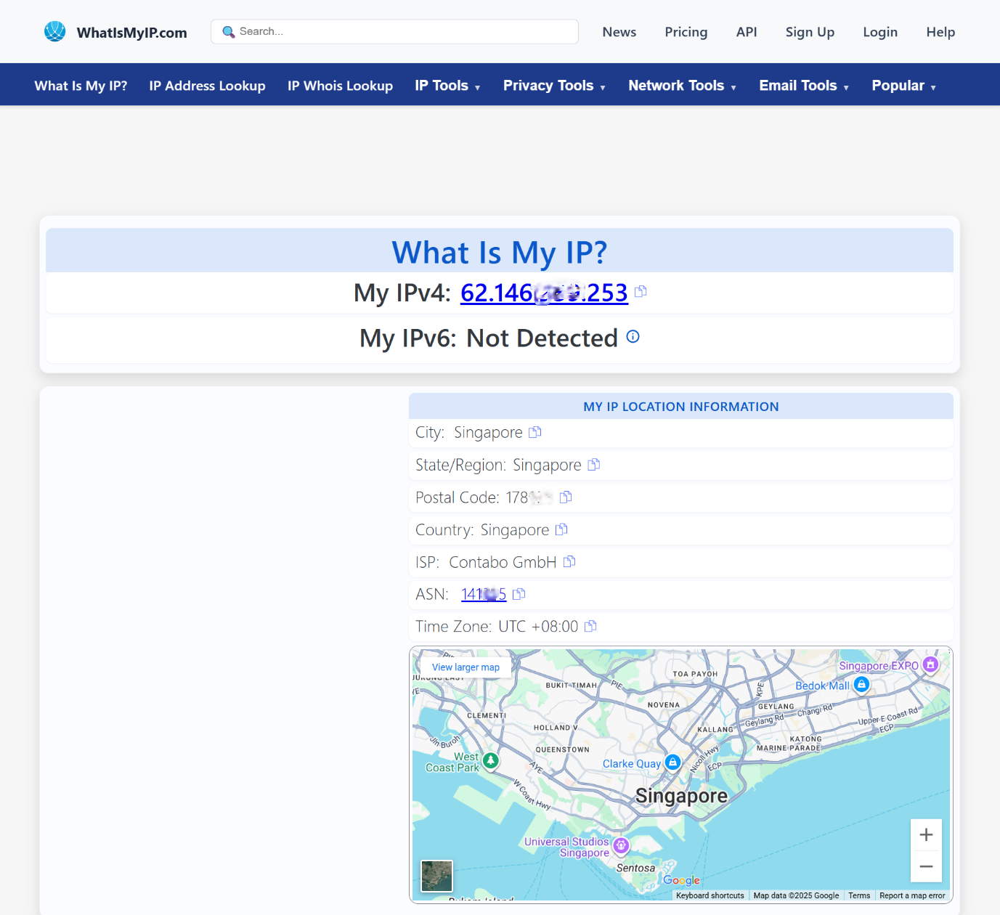 WhatIsMyIP.com
Search...
News
Pricing
API
Sign Up
Login
Help
What Is My IP?
IP Address Lookup
IP Whois Lookup
IP Tools
Privacy Tools
Network Tools
Email Tools
Popular
What Is My IP?
My IPv4: 62.146 .253
My IPv6: Not Detected
MY IP LOCATION INFORMATION
City: Singapore
State/Region: Singapore
Postal Code: 178
Country: Singapore
ISP: Contabo GmbH
ASN: 141 5
Time Zone: UTC +08:00
View larger map
JURONG EAST
PIE
BUKIT TIMAH
PIE
TOA PAYOH
KPE
Singapore EXPO
Bedok Mall
NOVENA
GEYLANG
Geylang Rd
Changi Rd
Upper E Coast Rd
ECP
CLEMENTI
HOLLAND V
KALLANG
KATONG
MARINE PARADE
Jln Buroh
QUEENSTOWN
West
Coast Park
AYE
Clarke Quay
Nicoll Hwy
ECP
W Coast Hwy
Singapore
Universal Studios
Singapore
Sentosa
Google
Keyboard shortcuts
Map data ©2025 Google
Terms
Report a map error